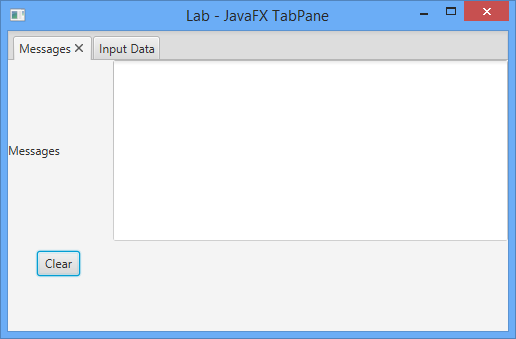 Lab - JavaFX TabPane
Messages Input Data
Messages
Clear